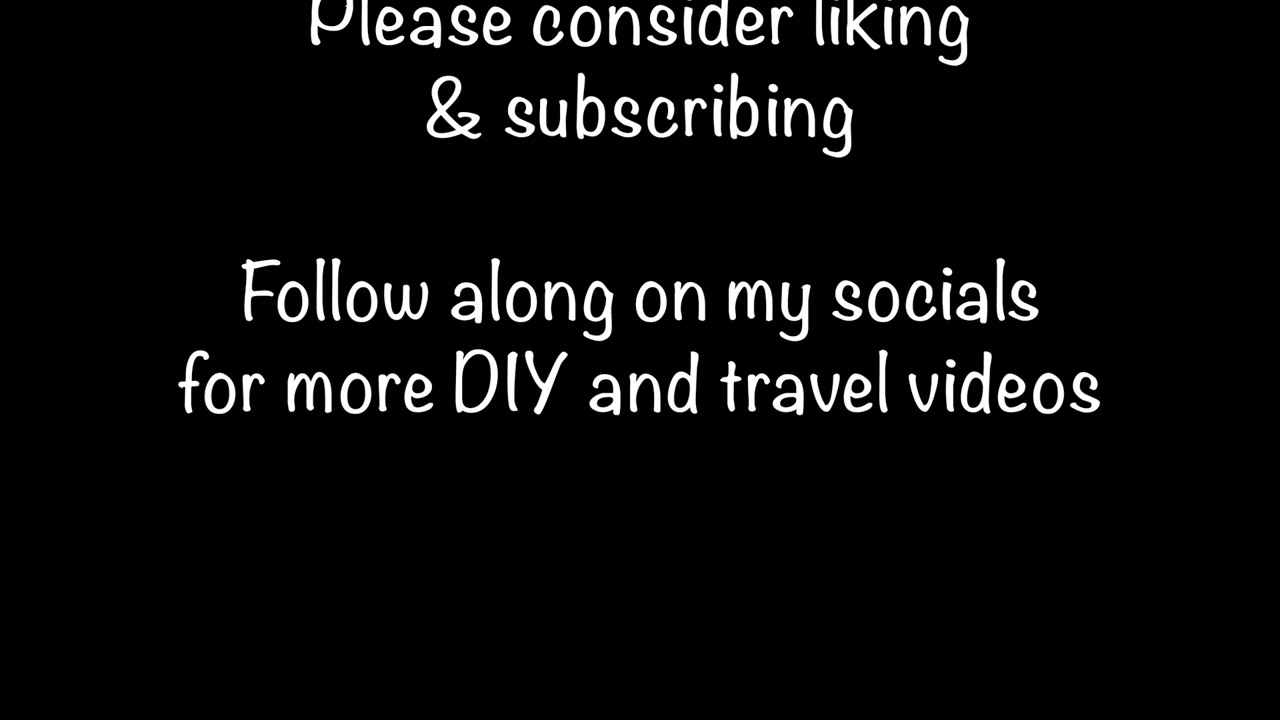 Please consider liking
& subscribing
Follow along on my socials
for more DIY and travel videos